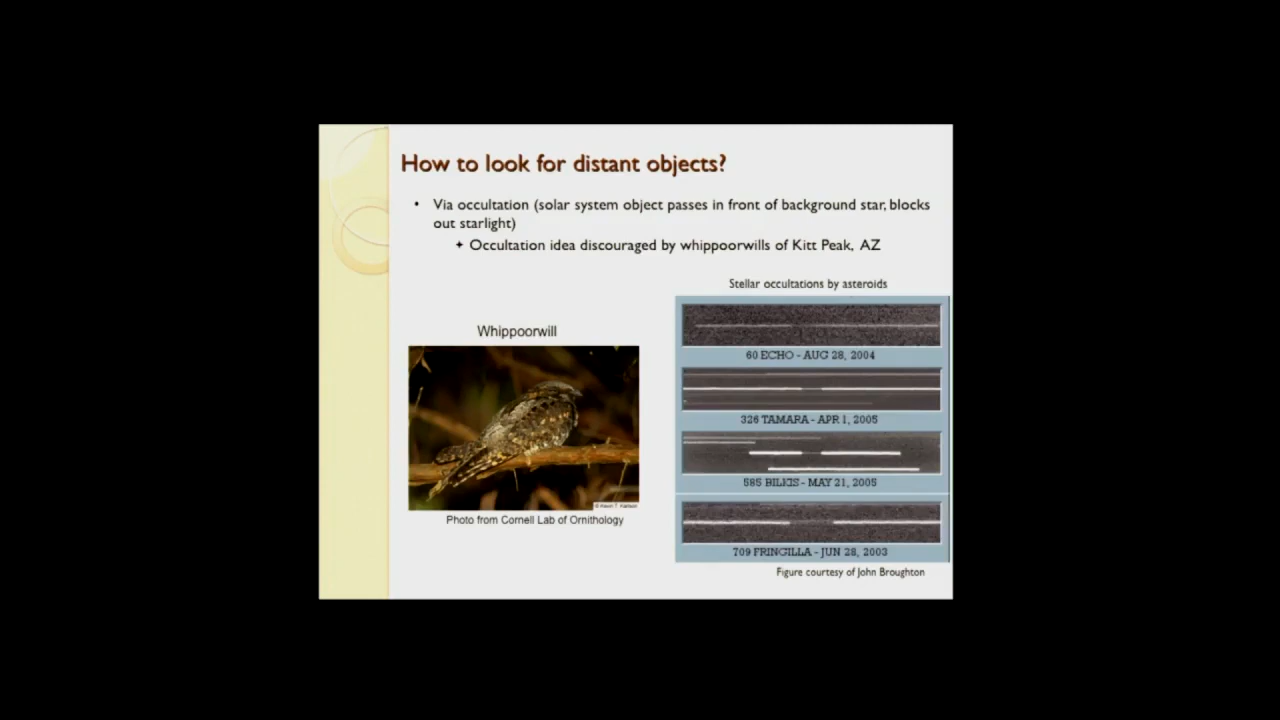 How to look for distant objects?
• Via occultation (solar system object passes in front of background star, blocks
out starlight)
✦ Occultation idea discouraged by whippoorwills of Kitt Peak, AZ
Stellar occultations by asteroids
Whippoorwill
60 ECHO - AUG 28, 2004
326 TAMARA - APR 1, 2005
585 BILKIS - MAY 21, 2005
709 FRINGILLA - JUN 28, 2003
© Kevin T. Karlson
Photo from Cornell Lab of Ornithology
Figure courtesy of John Broughton